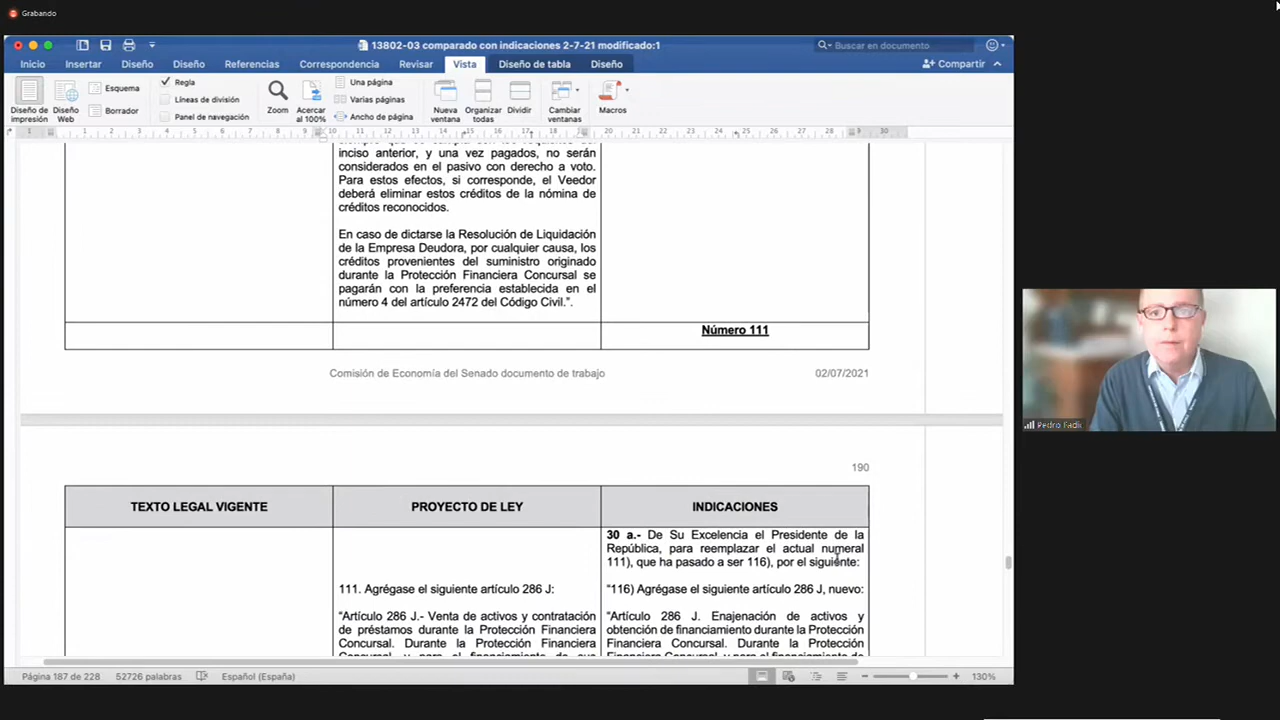 Grabando
13802-03 comparado con indicaciones 2-7-21 modificado:1
Buscar en documento
Inicio Insertar Diseño Diseño Referencias Correspondencia Revisar Vista Diseño de tabla Diseño
Compartir
Diseño de impresión
Diseño Web
Esquema
Borrador
Regla
Líneas de división
Panel de navegación
Zoom
Acercar al 100%
Una página
Varias páginas
Ancho de página
Nueva ventana
Organizar todas
Dividir
Cambiar ventanas
Macros
inciso anterior, y una vez pagados, no serán
considerados en el pasivo con derecho a voto.
Para estos efectos, si corresponde, el Veedor
deberá eliminar estos créditos de la nómina de
créditos reconocidos.
En caso de dictarse la Resolución de Liquidación
de la Empresa Deudora, por cualquier causa, los
créditos provenientes del suministro originado
durante la Protección Financiera Concursal se
pagarán con la preferencia establecida en el
número 4 del artículo 2472 del Código Civil.”.
Número 111
Comisión de Economía del Senado documento de trabajo 02/07/2021
190
TEXTO LEGAL VIGENTE PROYECTO DE LEY INDICACIONES
111. Agrégase el siguiente artículo 286 J:
“Artículo 286 J.- Venta de activos y contratación
de préstamos durante la Protección Financiera
Concursal. Durante la Protección Financiera
30 a.- De Su Excelencia el Presidente de la
República, para reemplazar el actual numeral
111), que ha pasado a ser 116), por el siguiente:
“116) Agrégase el siguiente artículo 286 J, nuevo:
“Artículo 286 J. Enajenación de activos y
obtención de financiamiento durante la Protección
Financiera Concursal. Durante la Protección
Página 187 de 228 52726 palabras Español (España) 130%
Pedro